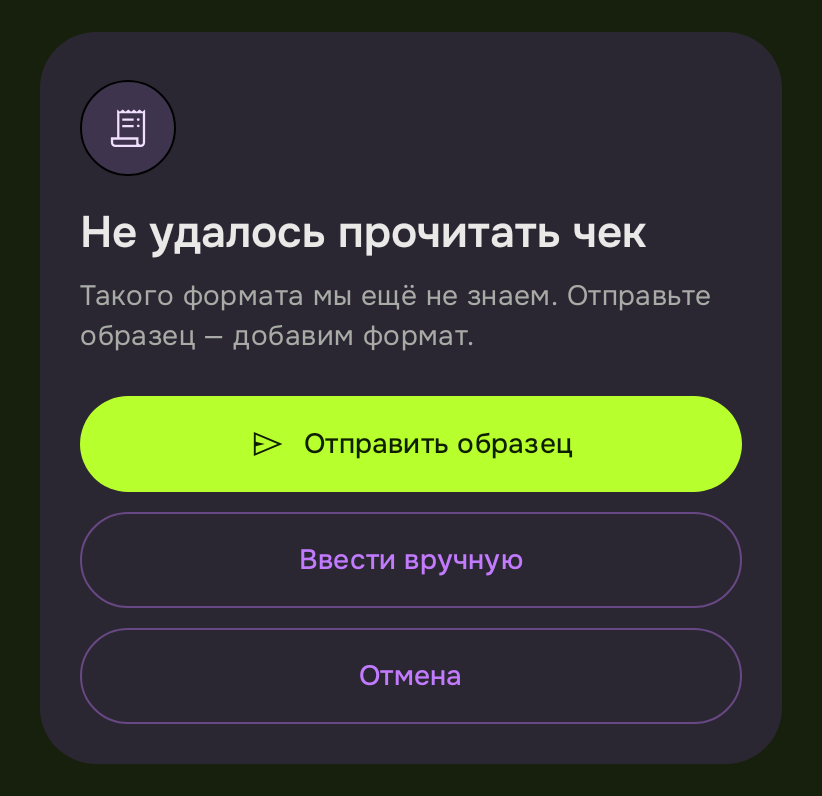 Не удалось прочитать чек
Такого формата мы ещё не знаем. Отправьте
образец — добавим формат.
Отправить образец
Ввести вручную
Отмена